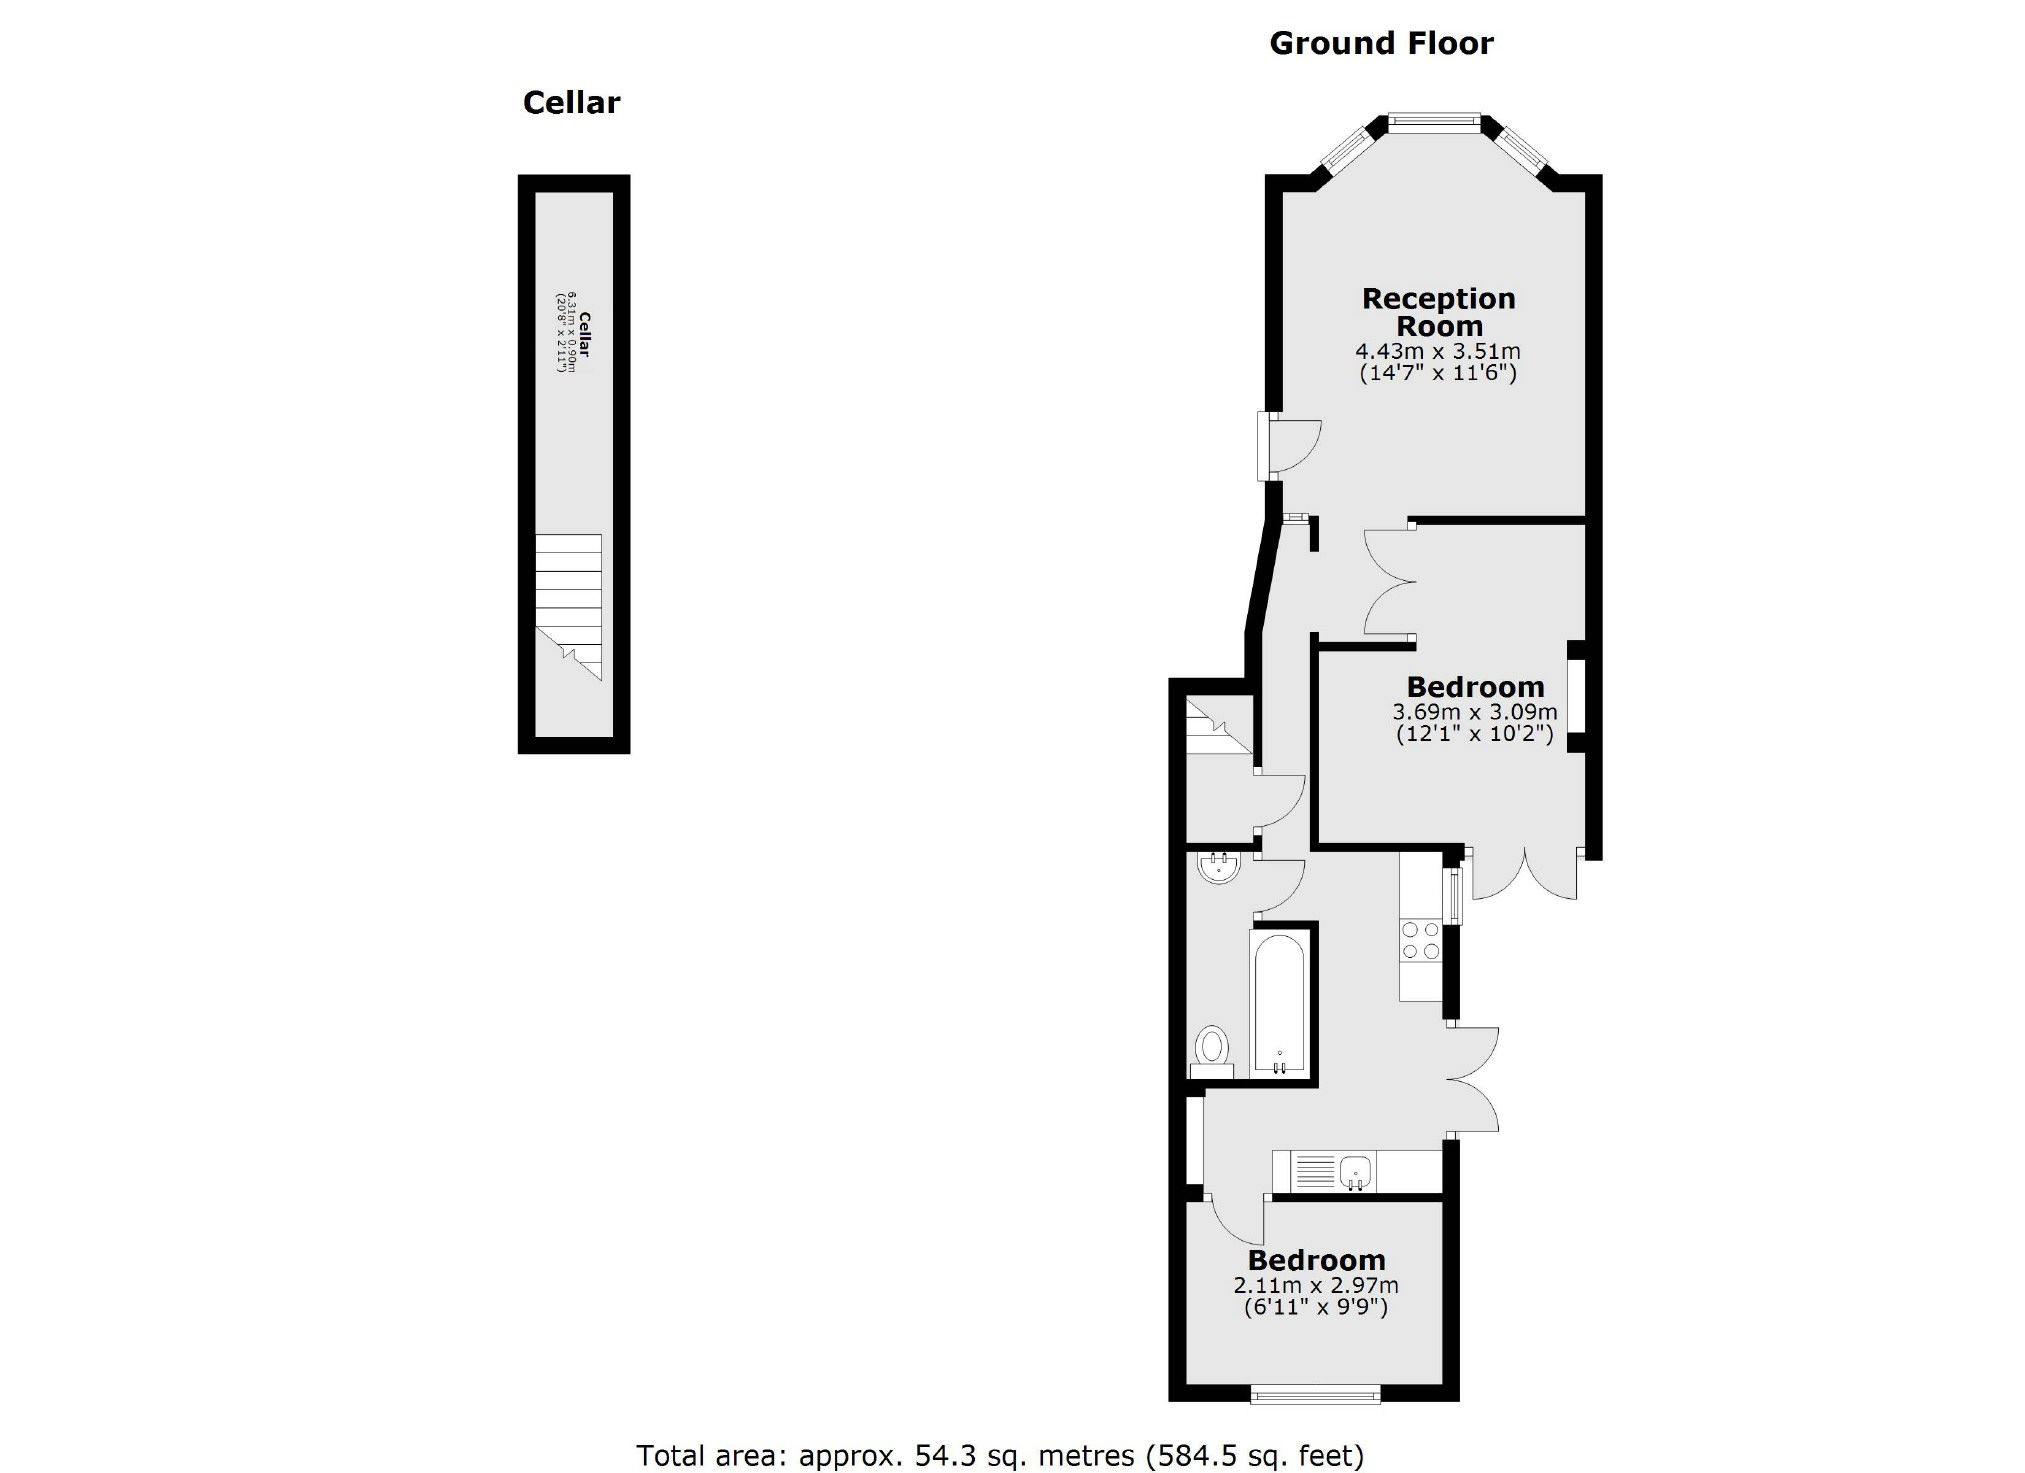 Ground Floor
Cellar
Cellar
6.31m x 0.90m
(20'8" x 2'11")
Reception
Room
4.43m x 3.51m
(14'7" x 11'6")
Bedroom
3.69m x 3.09m
(12'1" x 10'2")
Bedroom
2.11m x 2.97m
(6'11" x 9'9")
Total area: approx. 54.3 sq. metres (584.5 sq. feet)